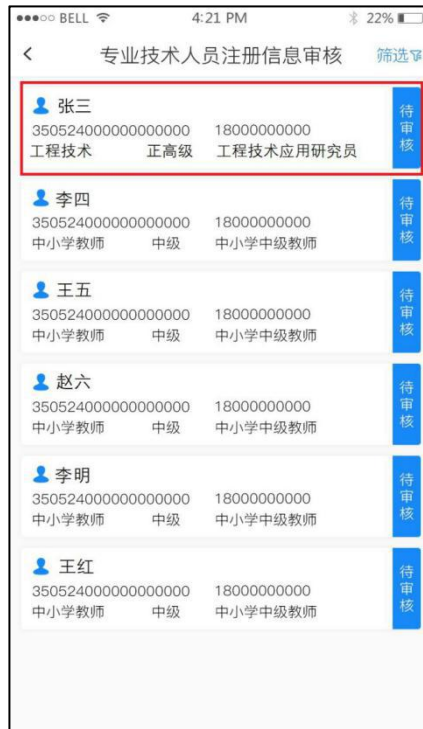 BELL 4:21 PM 22%
专业技术人员注册信息审核 筛选
张三
350524000000000000 18000000000
工程技术 正高级 工程技术应用研究员
待审核
李四
350524000000000000 18000000000
中小学教师 中级 中小学中级教师
待审核
王五
350524000000000000 18000000000
中小学教师 中级 中小学中级教师
待审核
赵六
350524000000000000 18000000000
中小学教师 中级 中小学中级教师
待审核
李明
350524000000000000 18000000000
中小学教师 中级 中小学中级教师
待审核
王红
350524000000000000 18000000000
中小学教师 中级 中小学中级教师
待审核